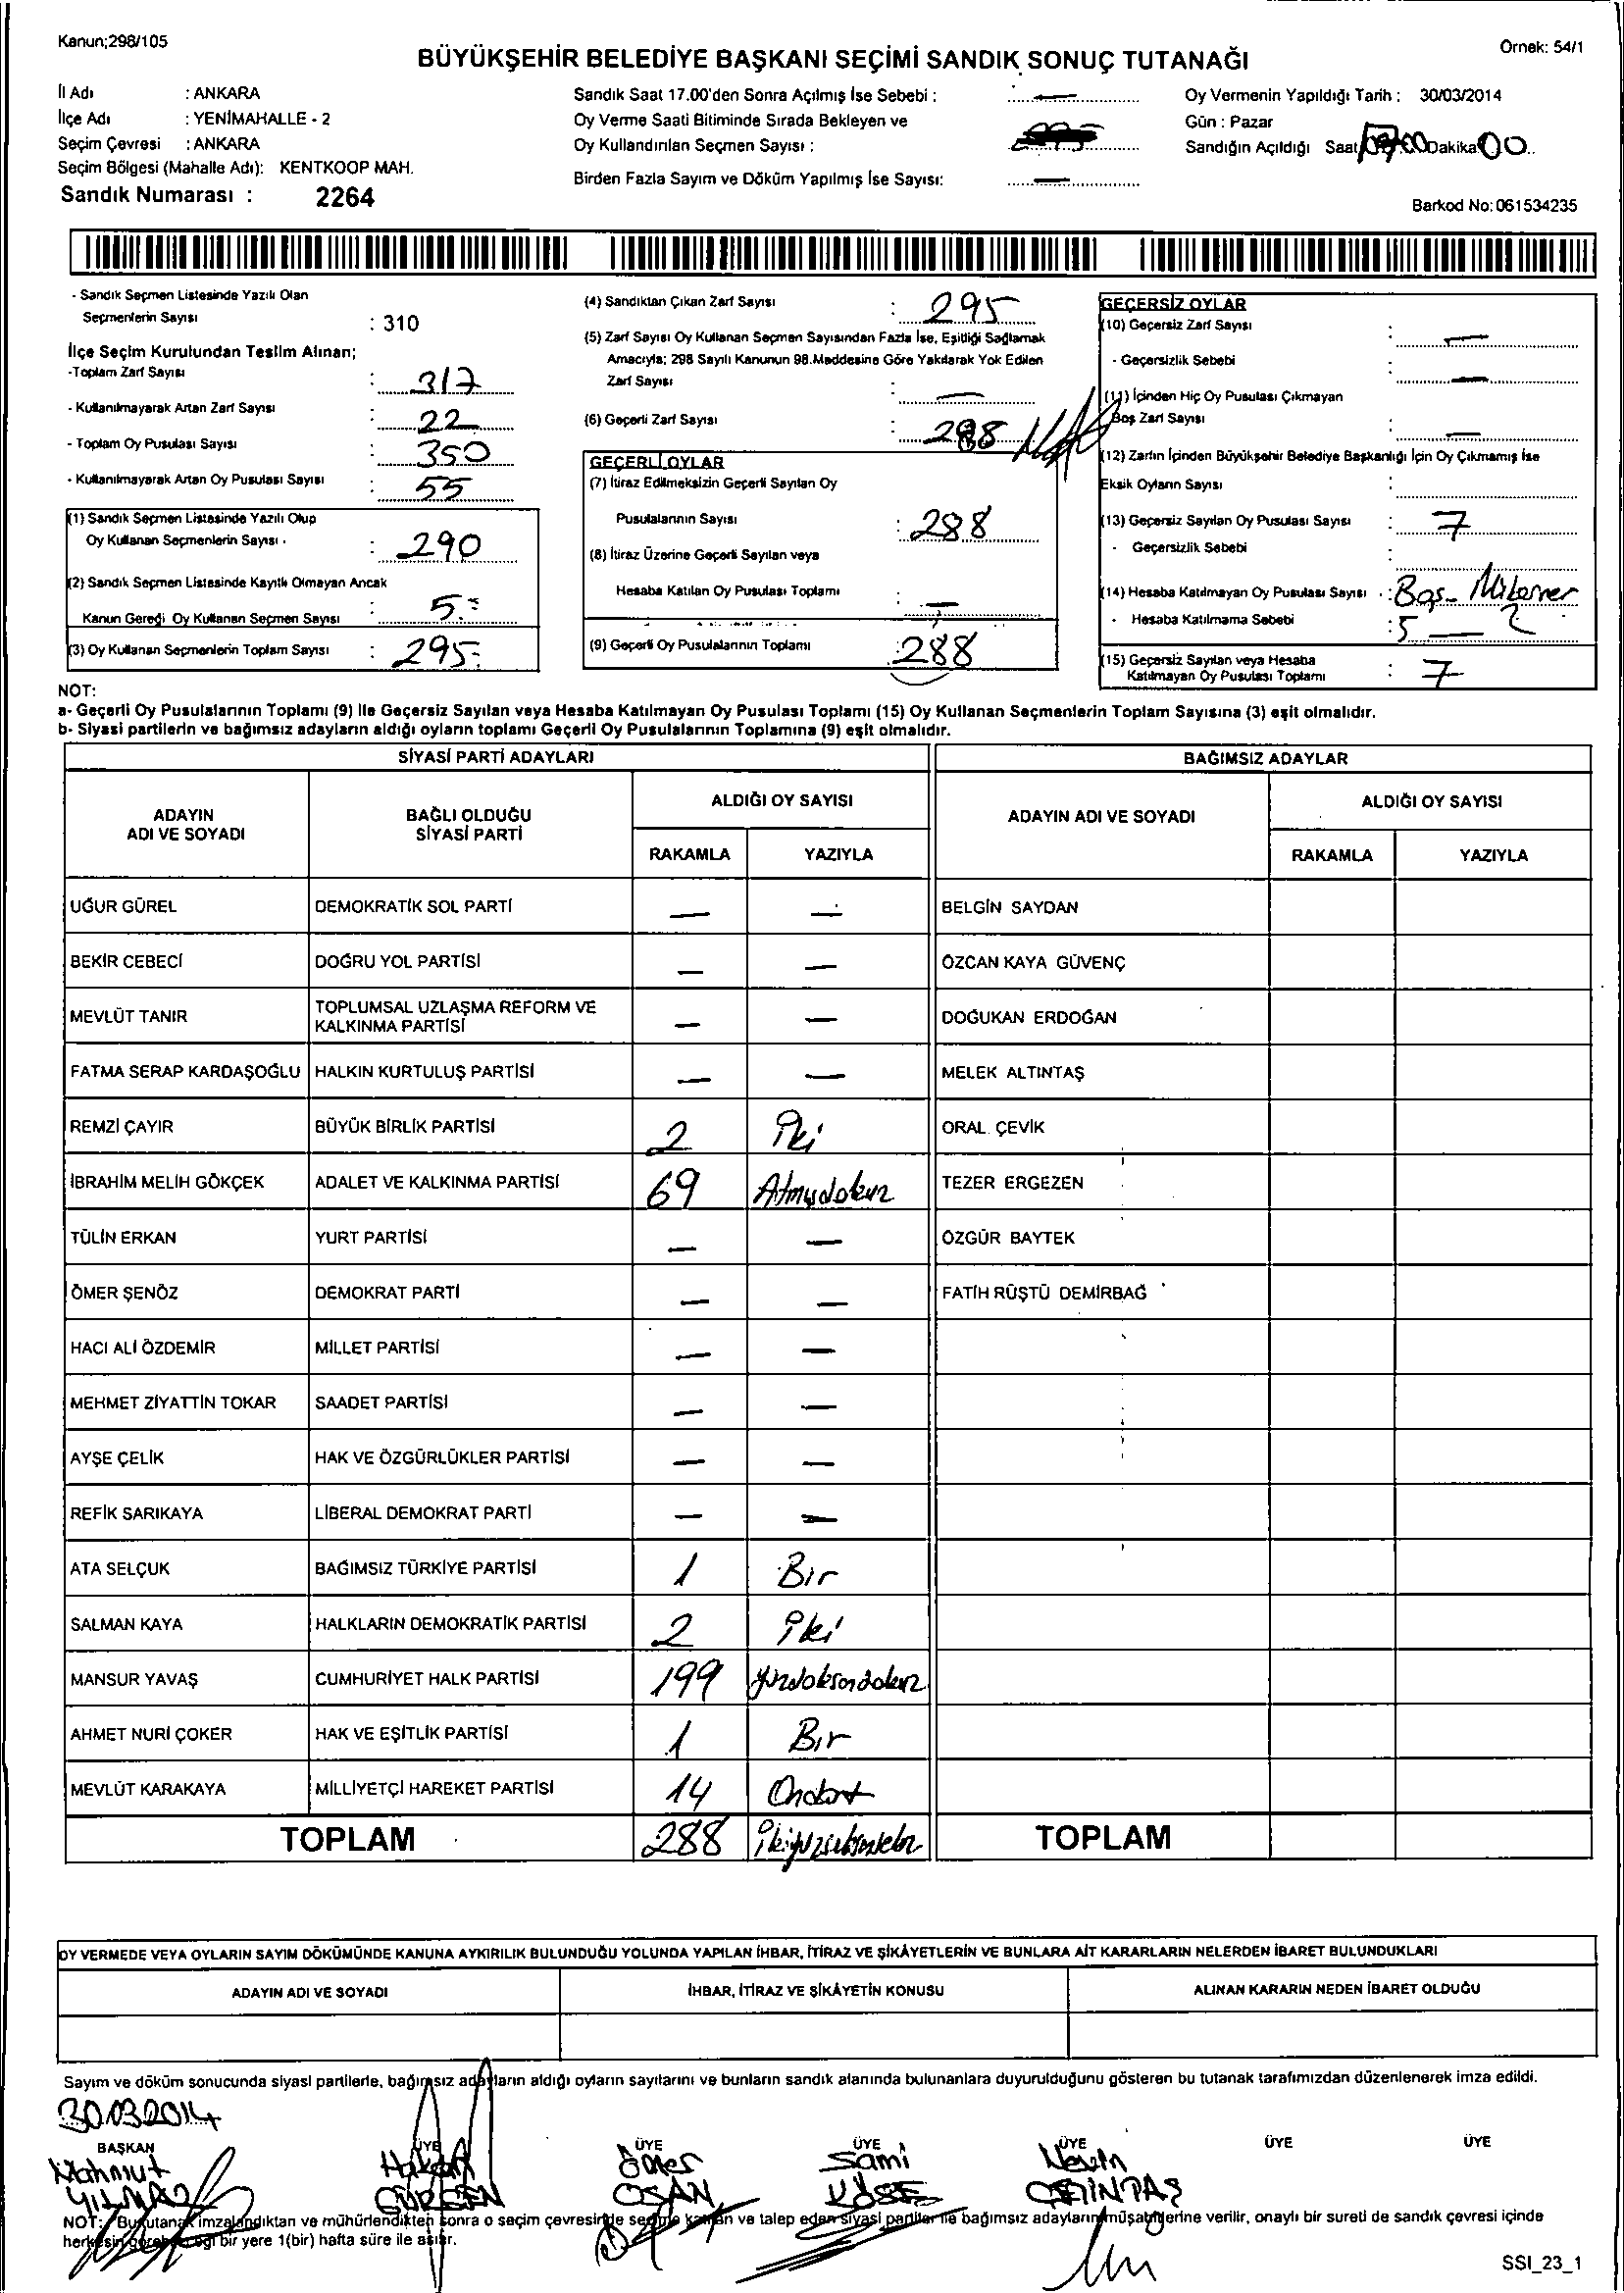 Kanun;298/105
Örnek: 54/1
BÜYÜKŞEHİR BELEDİYE BAŞKANI SEÇİMİ SANDIK SONUÇ TUTANAĞI
İl Adı : ANKARA
İlçe Adı : YENİMAHALLE - 2
Seçim Çevresi : ANKARA
Seçim Bölgesi (Mahalle Adı): KENTKOOP MAH.
Sandık Numarası : 2264
Sandık Saat 17.00'den Sonra Açılmış İse Sebebi : —
Oy Verme Saati Bitiminde Sırada Bekleyen ve
Oy Kullandırılan Seçmen Sayısı :
Birden Fazla Sayım ve Döküm Yapılmış İse Sayısı: —
Oy Vermenin Yapıldığı Tarih : 30/03/2014
Gün : Pazar
Sandığın Açıldığı Saat Dakika 00
Barkod No: 061534235
- Sandık Seçmen Listesinde Yazılı Olan
Seçmenlerin Sayısı : 310
İlçe Seçim Kurulundan Teslim Alınan;
-Toplam Zarf Sayısı : 317
- Kullanılmayarak Artan Zarf Sayısı : 22
- Toplam Oy Pusulası Sayısı : 350
- Kullanılmayarak Artan Oy Pusulası Sayısı : 55
(1) Sandık Seçmen Listesinde Yazılı Olup
Oy Kullanan Seçmenlerin Sayısı : 290
(2) Sandık Seçmen Listesinde Kayıtlı Olmayan Ancak
Kanun Gereği Oy Kullanan Seçmen Sayısı : 5
(3) Oy Kullanan Seçmenlerin Toplam Sayısı : 295
(4) Sandıktan Çıkan Zarf Sayısı : 295
(5) Zarf Sayısı Oy Kullanan Seçmen Sayısından Fazla İse, Eşitliği Sağlamak
Amacıyla; 298 Sayılı Kanunun 98.Maddesine Göre Yakılarak Yok Edilen
Zarf Sayısı : —
(6) Geçerli Zarf Sayısı : 288
GEÇERLİ OYLAR
(7) İtiraz Edilmeksizin Geçerli Sayılan Oy
Pusulalarının Sayısı : 288
(8) İtiraz Üzerine Geçerli Sayılan veya
Hesaba Katılan Oy Pusulası Toplamı : —
(9) Geçerli Oy Pusulalarının Toplamı : 288
GEÇERSİZ OYLAR
(10) Geçersiz Zarf Sayısı : —
- Geçersizlik Sebebi : —
(11) İçinden Hiç Oy Pusulası Çıkmayan
Boş Zarf Sayısı : —
(12) Zarfın İçinden Büyükşehir Belediye Başkanlığı İçin Oy Çıkmamış İse
Eksik Oyların Sayısı :
(13) Geçersiz Sayılan Oy Pusulası Sayısı : 7
- Geçersizlik Sebebi :
(14) Hesaba Katılmayan Oy Pusulası Sayısı : Boş - Mükerrer
- Hesaba Katılmama Sebebi : 5 — 2
(15) Geçersiz Sayılan veya Hesaba
Katılmayan Oy Pusulası Toplamı : 7
NOT:
a- Geçerli Oy Pusulalarının Toplamı (9) ile Geçersiz Sayılan veya Hesaba Katılmayan Oy Pusulası Toplamı (15) Oy Kullanan Seçmenlerin Toplam Sayısına (3) eşit olmalıdır.
b- Siyasi partilerin ve bağımsız adayların aldığı oyların toplamı Geçerli Oy Pusulalarının Toplamına (9) eşit olmalıdır.
SİYASİ PARTİ ADAYLARI BAĞIMSIZ ADAYLAR
ADAYIN ADI VE SOYADI BAĞLI OLDUĞU SİYASİ PARTİ ALDIĞI OY SAYISI ADAYIN ADI VE SOYADI ALDIĞI OY SAYISI
RAKAMLA YAZIYLA RAKAMLA YAZIYLA
UĞUR GÜREL DEMOKRATİK SOL PARTİ — — BELGİN SAYDAN
BEKİR CEBECİ DOĞRU YOL PARTİSİ — — ÖZCAN KAYA GÜVENÇ
MEVLÜT TANIR TOPLUMSAL UZLAŞMA REFORM VE KALKINMA PARTİSİ — — DOĞUKAN ERDOĞAN
FATMA SERAP KARDAŞOĞLU HALKIN KURTULUŞ PARTİSİ — — MELEK ALTINTAŞ
REMZİ ÇAYIR BÜYÜK BİRLİK PARTİSİ 2 İki ORAL ÇEVİK
İBRAHİM MELİH GÖKÇEK ADALET VE KALKINMA PARTİSİ 69 Atmışdokuz TEZER ERGEZEN
TÜLİN ERKAN YURT PARTİSİ — — ÖZGÜR BAYTEK
ÖMER ŞENÖZ DEMOKRAT PARTİ — — FATİH RÜŞTÜ DEMİRBAĞ
HACI ALİ ÖZDEMİR MİLLET PARTİSİ — —
MEHMET ZİYATTİN TOKAR SAADET PARTİSİ — —
AYŞE ÇELİK HAK VE ÖZGÜRLÜKLER PARTİSİ — —
REFİK SARIKAYA LİBERAL DEMOKRAT PARTİ — —
ATA SELÇUK BAĞIMSIZ TÜRKİYE PARTİSİ 1 Bir
SALMAN KAYA HALKLARIN DEMOKRATİK PARTİSİ 2 İki
MANSUR YAVAŞ CUMHURİYET HALK PARTİSİ 199 yüzdoksandokuz
AHMET NURİ ÇOKER HAK VE EŞİTLİK PARTİSİ 1 Bir
MEVLÜT KARAKAYA MİLLİYETÇİ HAREKET PARTİSİ 14 Ondört
TOPLAM 288 İkiyüzseksensekiz TOPLAM
OY VERMEDE VEYA OYLARIN SAYIM DÖKÜMÜNDE KANUNA AYKIRILIK BULUNDUĞU YOLUNDA YAPILAN İHBAR, İTİRAZ VE ŞİKÂYETLERİN VE BUNLARA AİT KARARLARIN NELERDEN İBARET BULUNDUKLARI
ADAYIN ADI VE SOYADI İHBAR, İTİRAZ VE ŞİKÂYETİN KONUSU ALINAN KARARIN NEDEN İBARET OLDUĞU
Sayım ve döküm sonucunda siyasi partilerle, bağımsız adayların aldığı oyların sayılarını ve bunların sandık alanında bulunanlara duyurulduğunu gösteren bu tutanak tarafımızdan düzenlenerek imza edildi.
30.03.2014
BAŞKAN ÜYE ÜYE ÜYE ÜYE ÜYE ÜYE
Mahmut Hakan Ömer Sami Nesrin
YILMAZ GÜRGEN OSAN KÖSE ÇETİNTAŞ
NOT: Bu tutanak imzalandıktan ve mühürlendikten sonra o seçim çevresinde seçime katılan ve talep eden siyasi partiler ile bağımsız adayların müşahitlerine verilir, onaylı bir sureti de sandık çevresi içinde
herkesin görebileceği bir yere 1(bir) hafta süre ile asılır.
SSI_23_1